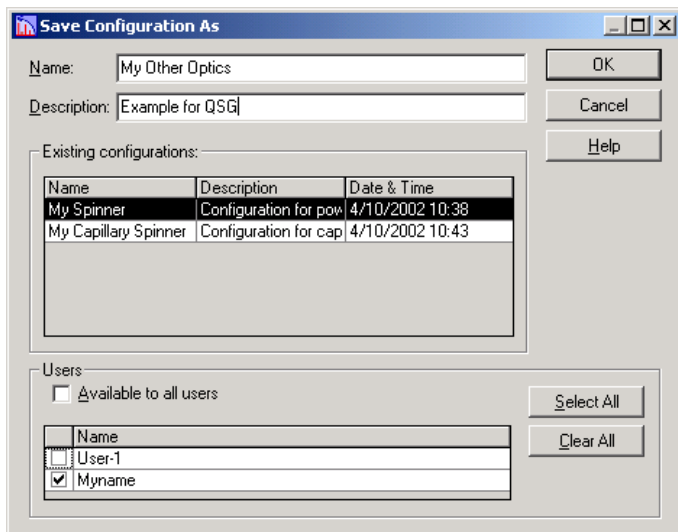 Save Configuration As
Name: My Other Optics
OK
Description: Example for QSG
Cancel
Help
Existing configurations:
Name Description Date & Time
My Spinner Configuration for pow 4/10/2002 10:38
My Capillary Spinner Configuration for cap 4/10/2002 10:43
Users
Available to all users
Select All
Name
Clear All
User-1
Myname